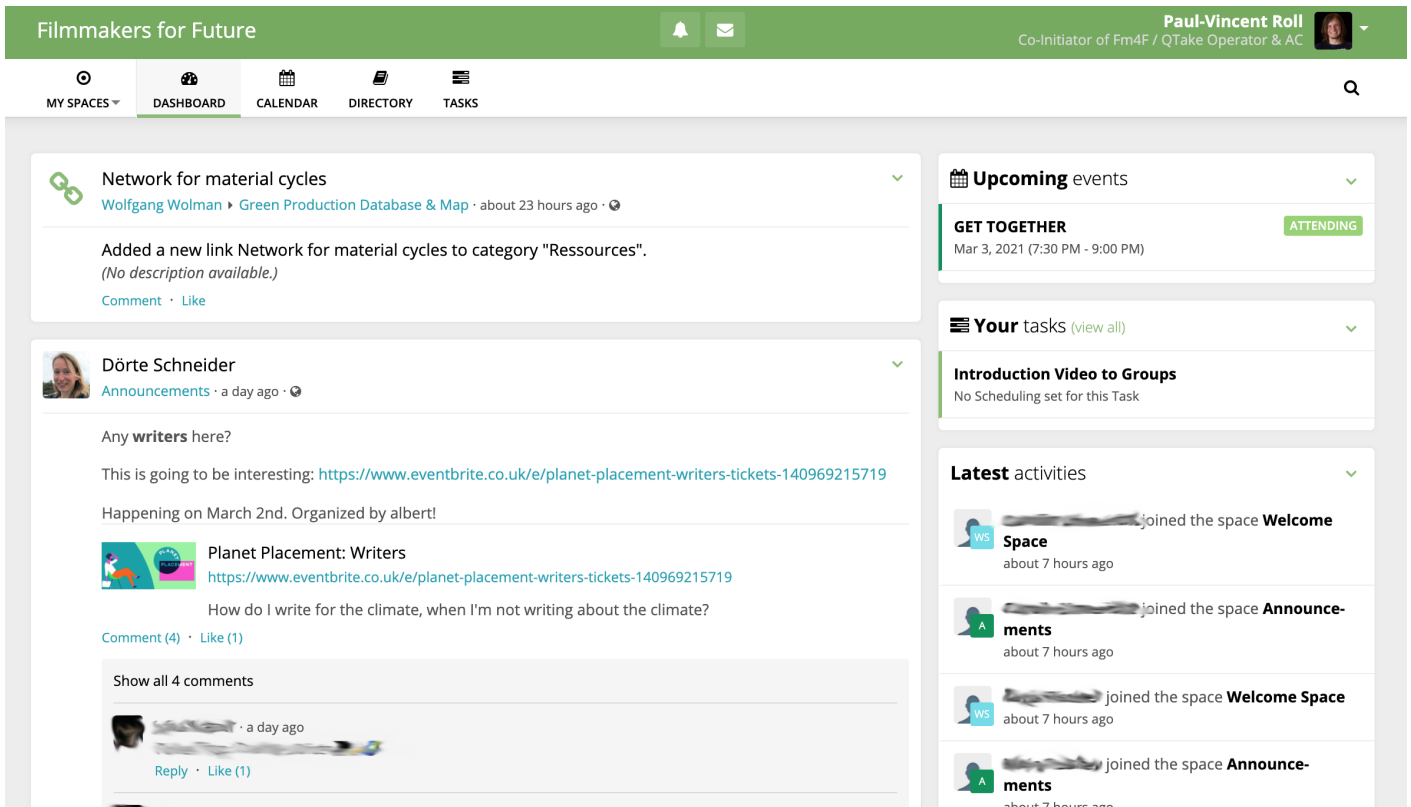 Filmmakers for Future
Paul-Vincent Roll
Co-Initiator of Fm4F / QTake Operator & AC
MY SPACES
DASHBOARD
CALENDAR
DIRECTORY
TASKS
Network for material cycles
Wolfgang Wolman Green Production Database & Map · about 23 hours ago ·
Added a new link Network for material cycles to category "Ressources".
(No description available.)
Comment · Like
Dörte Schneider
Announcements · a day ago ·
Any writers here?
This is going to be interesting: https://www.eventbrite.co.uk/e/planet-placement-writers-tickets-140969215719
Happening on March 2nd. Organized by albert!
PLANET
PLACEMENT
Planet Placement: Writers
https://www.eventbrite.co.uk/e/planet-placement-writers-tickets-140969215719
How do I write for the climate, when I'm not writing about the climate?
Comment (4) · Like (1)
Show all 4 comments
· a day ago
Reply · Like (1)
Upcoming events
GET TOGETHER
ATTENDING
Mar 3, 2021 (7:30 PM - 9:00 PM)
Your tasks (view all)
Introduction Video to Groups
No Scheduling set for this Task
Latest activities
WS
joined the space Welcome
Space
about 7 hours ago
A
joined the space Announce-
ments
about 7 hours ago
WS
joined the space Welcome Space
about 7 hours ago
A
joined the space Announce-
ments
about 7 hours ago